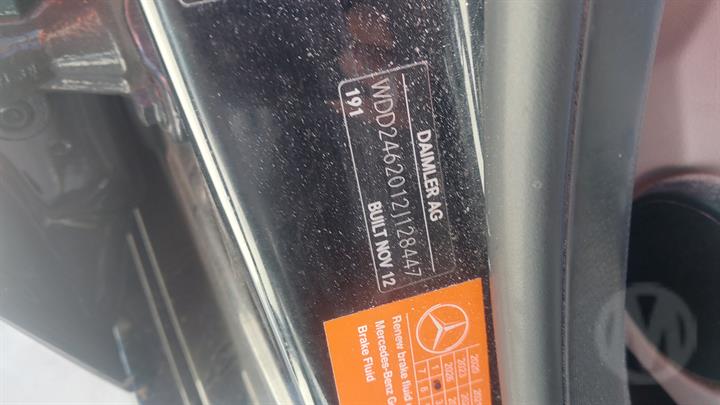 DAIMLER AG
WDD2462012J128447
191 BUILT NOV 12
Renew brake fluid
Mercedes-Benz
Brake Fluid